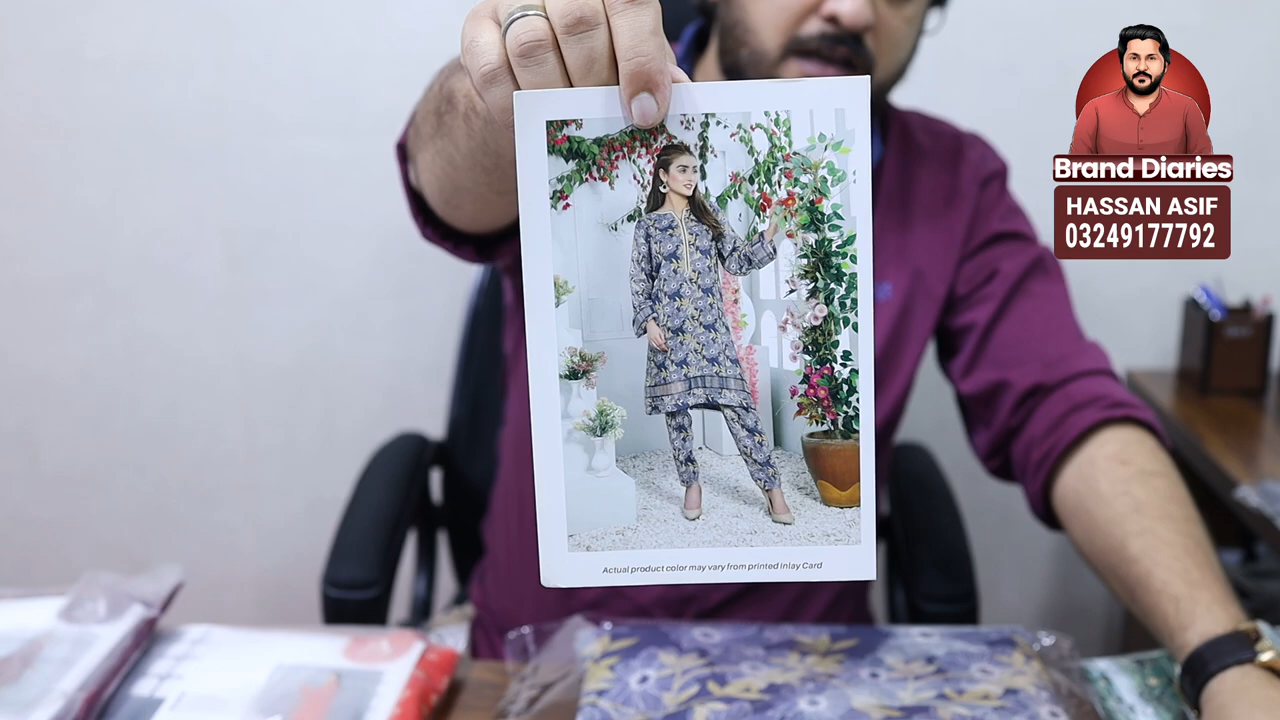 Brand Diaries
HASSAN ASIF
03249177792
Actual product color may vary from printed Inlay Card